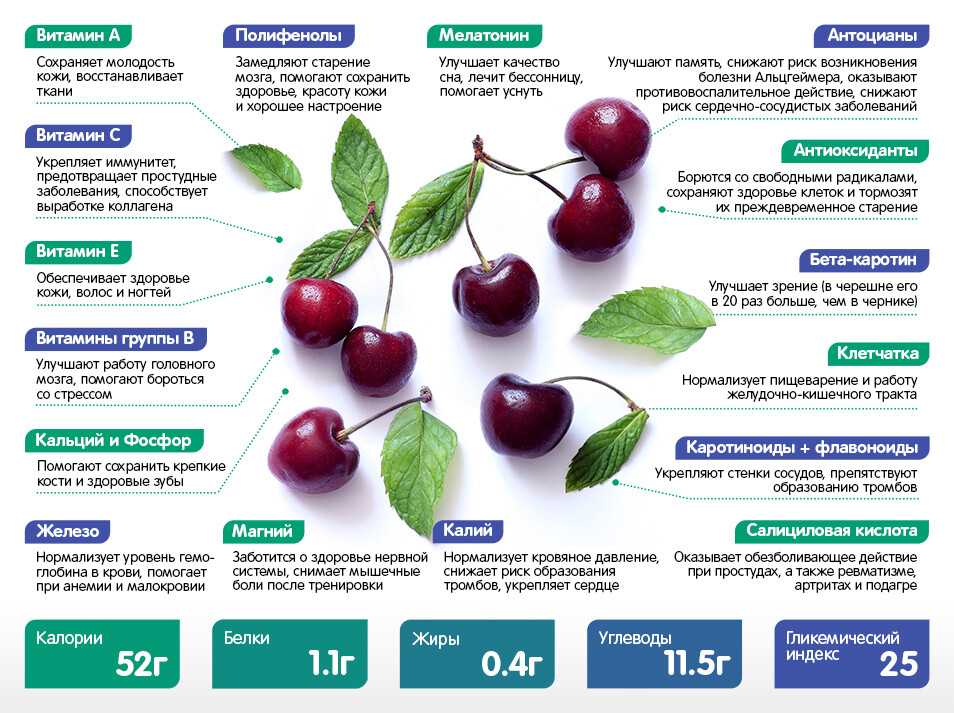 Витамин А
Сохраняет молодость
кожи, восстанавливает
ткани
Полифенолы
Замедляют старение
мозга, помогают сохранить
здоровье, красоту кожи
и хорошее настроение
Мелатонин
Улучшает качество
сна, лечит бессонницу,
помогает уснуть
Антоцианы
Улучшают память, снижают риск возникновения
болезни Альцгеймера, оказывают
противовоспалительное действие, снижают
риск сердечно-сосудистых заболеваний
Витамин С
Укрепляет иммунитет,
предотвращает простудные
заболевания, способствует
выработке коллагена
Антиоксиданты
Борются со свободными радикалами,
сохраняют здоровье клеток и тормозят
их преждевременное старение
Витамин Е
Обеспечивает здоровье
кожи, волос и ногтей
Бета-каротин
Улучшает зрение (в черешне его
в 20 раз больше, чем в чернике)
Витамины группы В
Улучшают работу головного
мозга, помогают бороться
со стрессом
Клетчатка
Нормализует пищеварение и работу
желудочно-кишечного тракта
Кальций и Фосфор
Помогают сохранить крепкие
кости и здоровые зубы
Каротиноиды + флавоноиды
Укрепляют стенки сосудов, препятствуют
образованию тромбов
Железо
Нормализует уровень гемо-
глобина в крови, помогает
при анемии и малокровии
Магний
Заботится о здоровье нервной
системы, снимает мышечные
боли после тренировки
Калий
Нормализует кровяное давление,
снижает риск образования
тромбов, укрепляет сердце
Салициловая кислота
Оказывает обезболивающее действие
при простудах, а также ревматизме,
артритах и подагре
Калории
52г
Белки
1.1г
Жиры
0.4г
Углеводы
11.5г
Гликемический
индекс
25